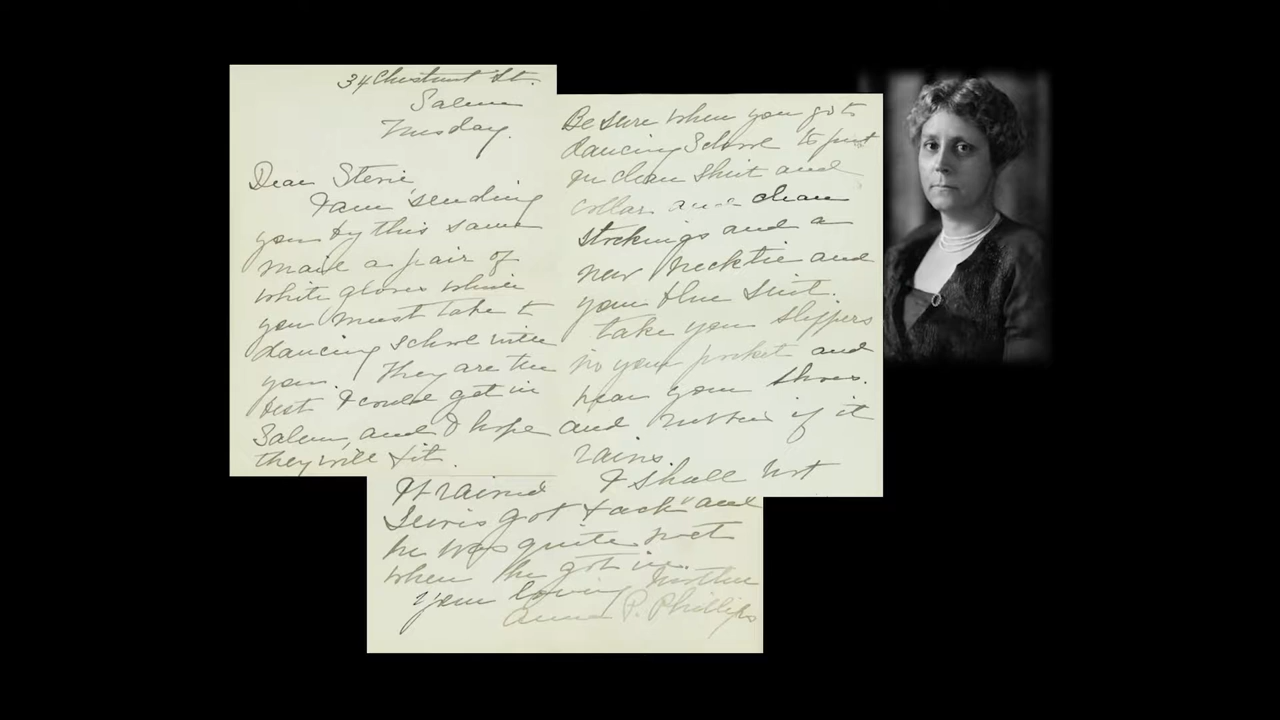 34 Chestnut St.
Salem
Tuesday.
Dear Stevie
I am sending
you by this same
mail a pair of
white gloves which
you must take to
dancing school with
you. They are the
best I could get in
Salem, and I hope
they will fit.
Be sure when you go to
dancing School to put
on clean shirt and
collar and clean
stockings and a
new necktie and
your blue suit.
take your slippers
in your pocket and
wear your shoes.
and rubbers if it
rains.
I shall not
It rained
got back and
he was quite wet
when he got in.
Your loving Mother
Anna P. Phillips